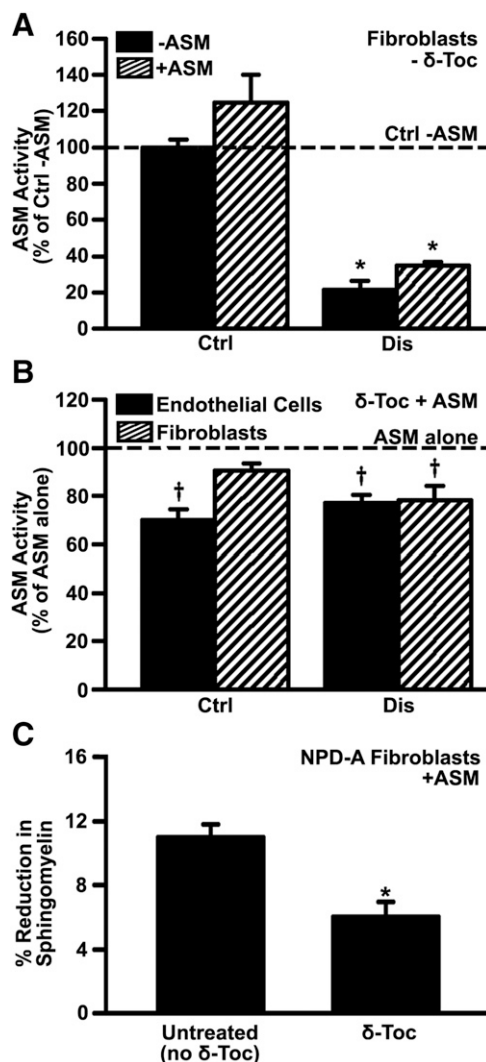 A
160
140
120
100
80
60
40
20
0
ASM Activity
(% of Ctrl -ASM)
-ASM
+ASM
Fibroblasts
- δ-Toc
Ctrl -ASM
*
*
Ctrl
Dis
B
120
100
80
60
40
20
0
ASM Activity
(% of ASM alone)
Endothelial Cells
Fibroblasts
δ-Toc + ASM
ASM alone
†
†
†
Ctrl
Dis
C
16
12
8
4
0
% Reduction in
Sphingomyelin
NPD-A Fibroblasts
+ASM
*
Untreated
(no δ-Toc)
δ-Toc